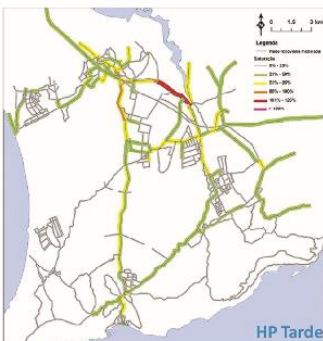 N
0 1.5 3 km
Legenda
Rede rodoviária modelada
Saturação
0% - 20%
21% - 50%
51% - 80%
81% - 100%
101% - 120%
> 120%
HP Tarde